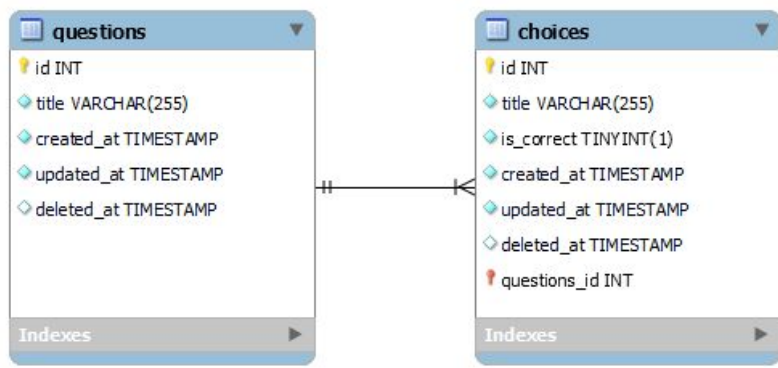 questions
id INT
title VARCHAR(255)
created_at TIMESTAMP
updated_at TIMESTAMP
deleted_at TIMESTAMP
Indexes
choices
id INT
title VARCHAR(255)
is_correct TINYINT(1)
created_at TIMESTAMP
updated_at TIMESTAMP
deleted_at TIMESTAMP
questions_id INT
Indexes